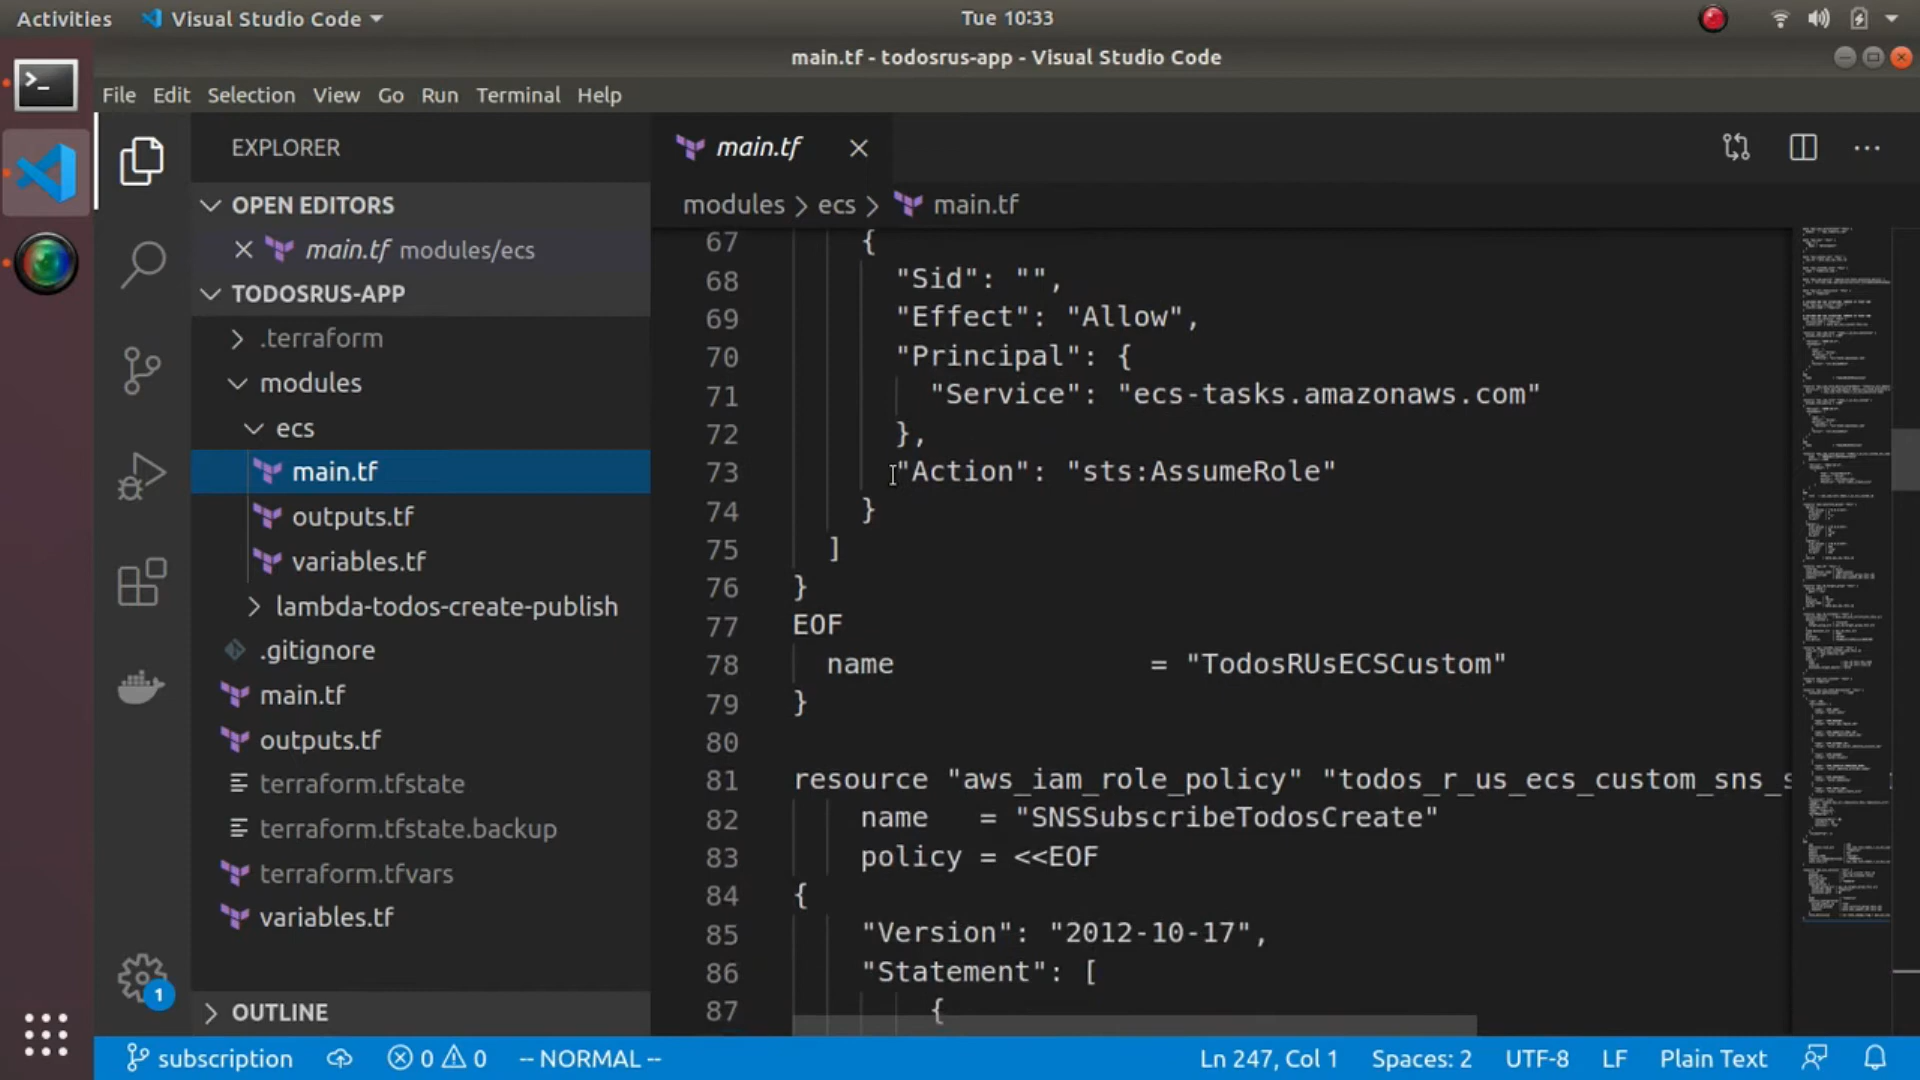 Activities Visual Studio Code Tue 10:33
main.tf - todosrus-app - Visual Studio Code
File Edit Selection View Go Run Terminal Help
EXPLORER
OPEN EDITORS
main.tf modules/ecs
TODOSRUS-APP
.terraform
modules
ecs
main.tf
outputs.tf
variables.tf
lambda-todos-create-publish
.gitignore
main.tf
outputs.tf
terraform.tfstate
terraform.tfstate.backup
terraform.tfvars
variables.tf
OUTLINE
1
main.tf
modules > ecs > main.tf
67 {
68 "Sid": "",
69 "Effect": "Allow",
70 "Principal": {
71 "Service": "ecs-tasks.amazonaws.com"
72 },
73 "Action": "sts:AssumeRole"
74 }
75 ]
76 }
77 EOF
78 name = "TodosRUsECSCustom"
79 }
80
81 resource "aws_iam_role_policy" "todos_r_us_ecs_custom_sns_s
82 name = "SNSSubscribeTodosCreate"
83 policy = <<EOF
84 {
85 "Version": "2012-10-17",
86 "Statement": [
87 {
subscription 0 0 -- NORMAL -- Ln 247, Col 1 Spaces: 2 UTF-8 LF Plain Text